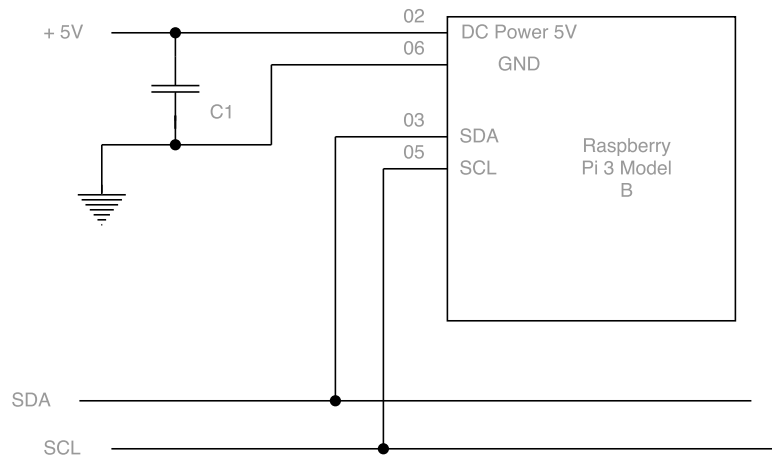 02
+ 5V
DC Power 5V
06
GND
C1
03
SDA
05
SCL
Raspberry
Pi 3 Model
B
SDA
SCL